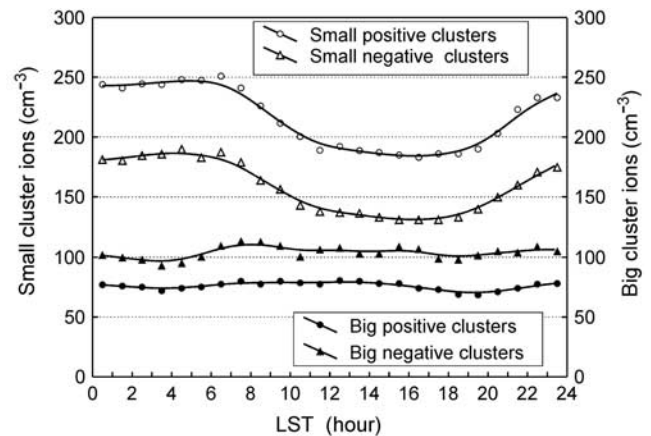 300
250
200
150
100
50
0
Small cluster ions (cm⁻³)
Small positive clusters
Small negative clusters
Big positive clusters
Big negative clusters
300
250
200
150
100
50
0
Big cluster ions (cm⁻³)
0 2 4 6 8 10 12 14 16 18 20 22 24
LST (hour)